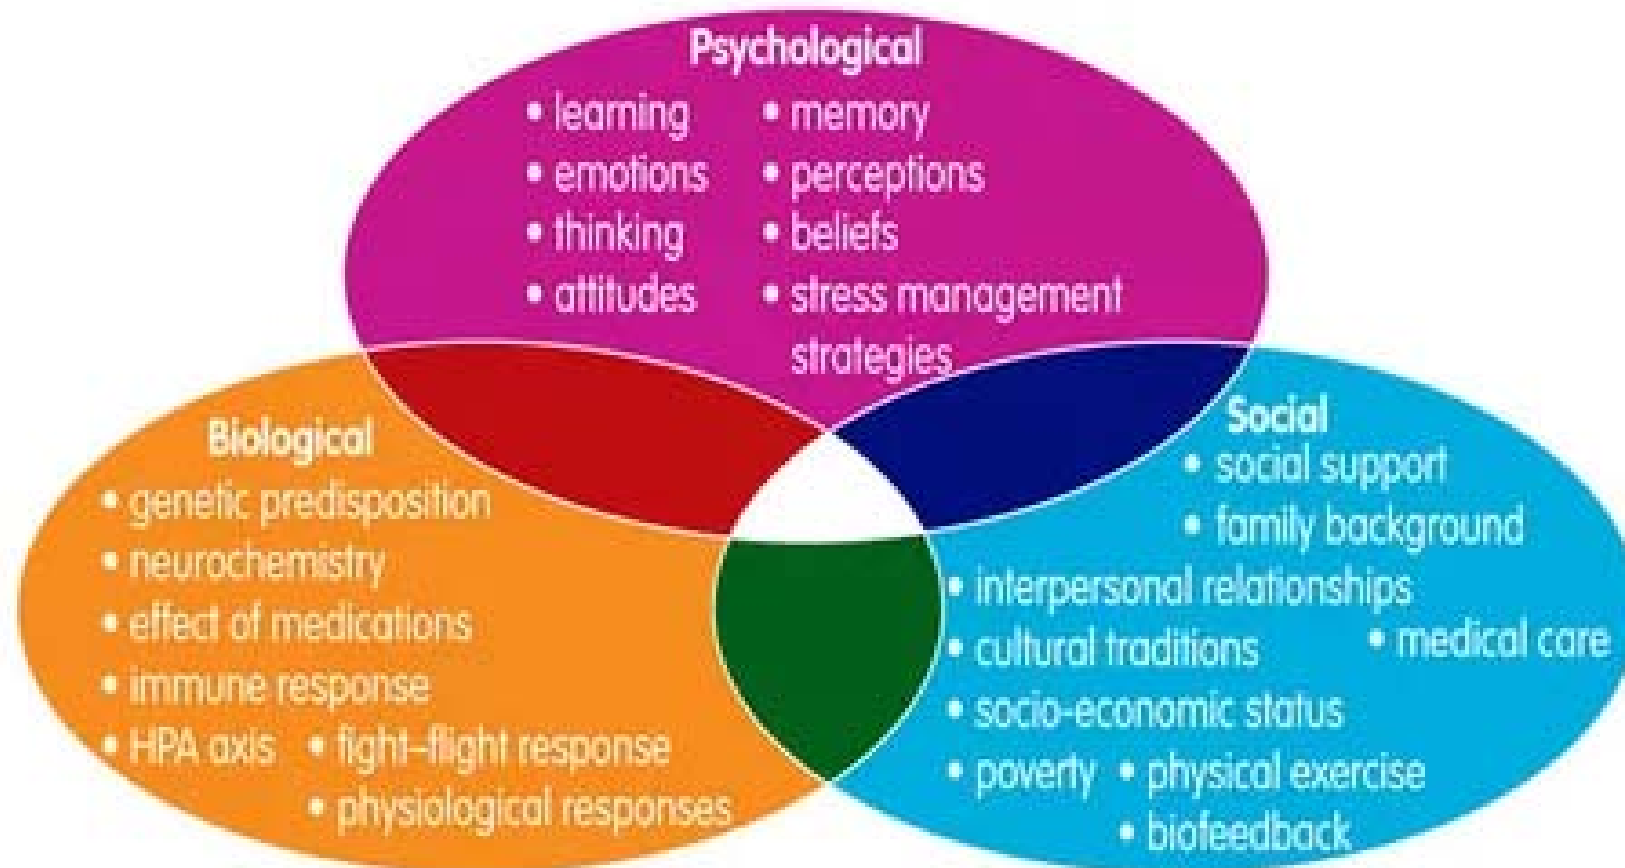 Psychological
• learning
• emotions
• thinking
• attitudes
• memory
• perceptions
• beliefs
• stress management
strategies
Biological
• genetic predisposition
• neurochemistry
• effect of medications
• immune response
• HPA axis • fight–flight response
• physiological responses
Social
• social support
• family background
• interpersonal relationships
• cultural traditions
• medical care
• socio-economic status
• poverty • physical exercise
• biofeedback